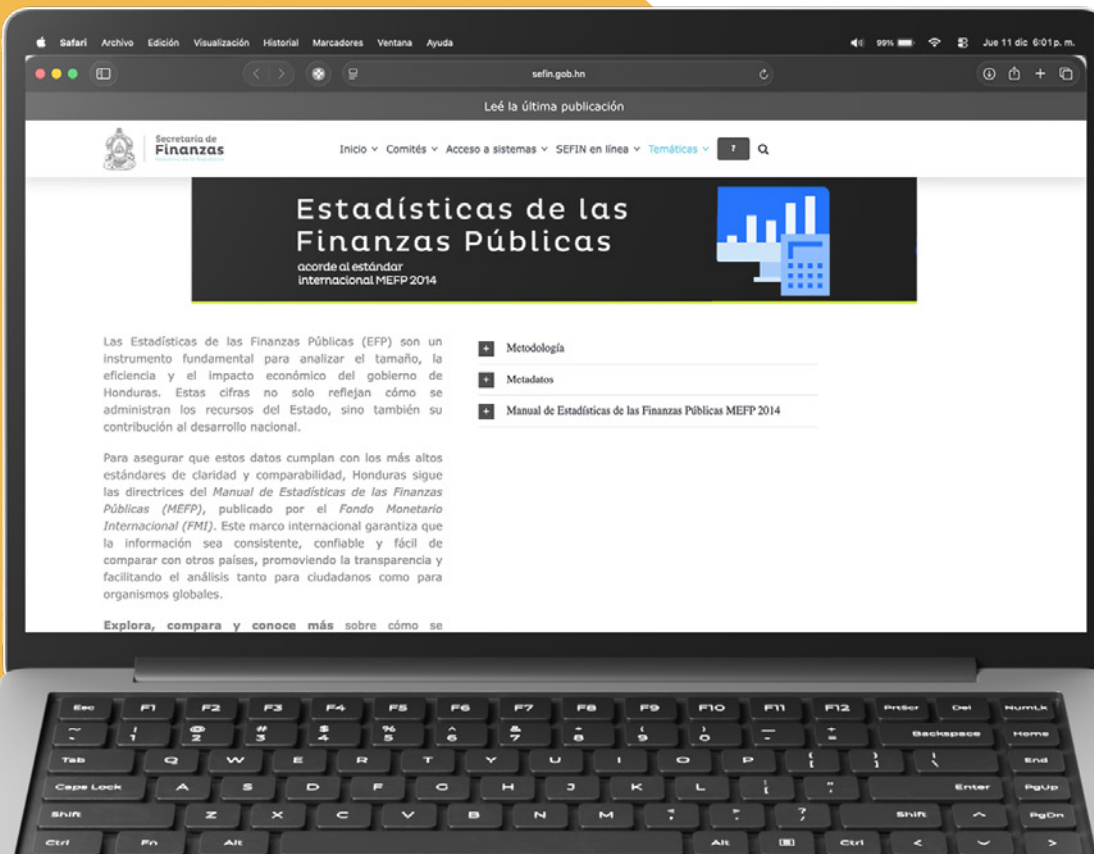 Safari Archivo Edición Visualización Historial Marcadores Ventana Ayuda
99% Jue 11 dic 6:01 p. m.
sefin.gob.hn
Leé la última publicación
Secretaría de
Finanzas
Inicio Comités Acceso a sistemas SEFIN en línea Temáticas ?
Estadísticas de las
Finanzas Públicas
acorde al estándar
internacional MEFP 2014
Las Estadísticas de las Finanzas Públicas (EFP) son un
instrumento fundamental para analizar el tamaño, la
eficiencia y el impacto económico del gobierno de
Honduras. Estas cifras no solo reflejan cómo se
administran los recursos del Estado, sino también su
contribución al desarrollo nacional.
Para asegurar que estos datos cumplan con los más altos
estándares de claridad y comparabilidad, Honduras sigue
las directrices del Manual de Estadísticas de las Finanzas
Públicas (MEFP), publicado por el Fondo Monetario
Internacional (FMI). Este marco internacional garantiza que
la información sea consistente, confiable y fácil de
comparar con otros países, promoviendo la transparencia y
facilitando el análisis tanto para ciudadanos como para
organismos globales.
Explora, compara y conoce más sobre cómo se
+ Metodología
+ Metadatos
+ Manual de Estadísticas de las Finanzas Públicas MEFP 2014
Esc F1 F2 F3 F4 F5 F6 F7 F8 F9 F10 F11 F12 PrtScr Del NumLk
~ ! 1 @ 2 # 3 $ 4 % 5 ^ 6 & 7 * 8 ( 9 ) 0 _ - + = Backspace Home
Tab Q W E R T Y U I O P { [ } ] | \ End
Caps Lock A S D F G H J K L : ; " Enter PgUp
Shift Z X C V B N M ? / Shift ^ PgDn
Ctrl Fn Alt Alt Ctrl < >